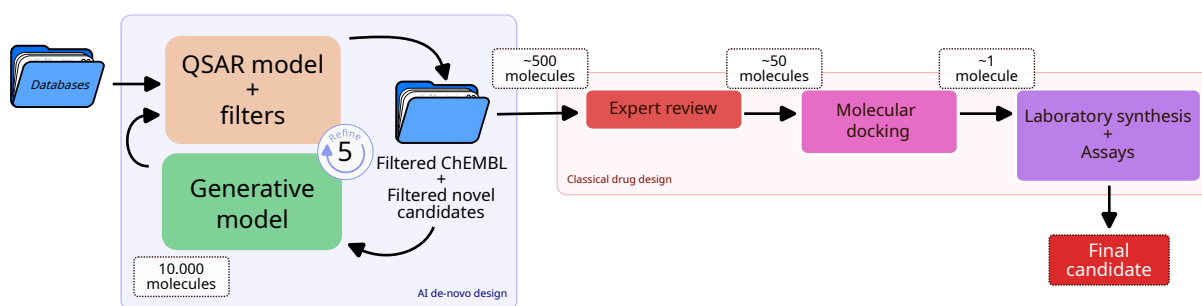 Databases
QSAR model
+
filters
Refine
5
Generative
model
10.000
molecules
Filtered ChEMBL
+
Filtered novel
candidates
AI de-novo design
~500
molecules
Expert review
~50
molecules
Molecular
docking
~1
molecule
Laboratory synthesis
+
Assays
Classical drug design
Final
candidate